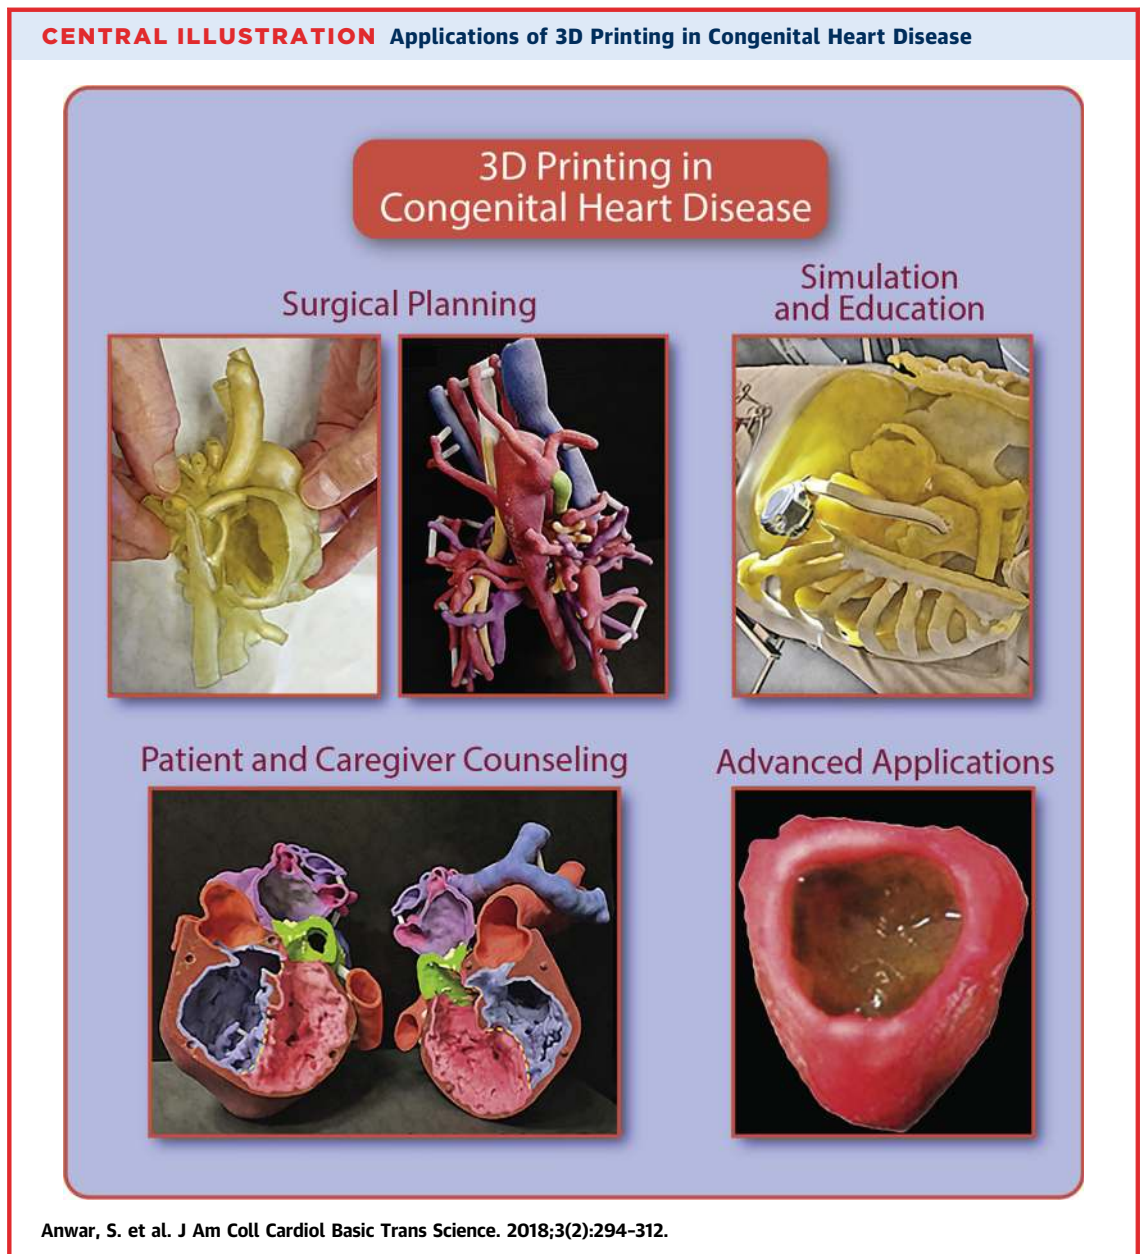 CENTRAL ILLUSTRATION Applications of 3D Printing in Congenital Heart Disease
3D Printing in
Congenital Heart Disease
Surgical Planning
Simulation
and Education
Patient and Caregiver Counseling
Advanced Applications
Anwar, S. et al. J Am Coll Cardiol Basic Trans Science. 2018;3(2):294–312.